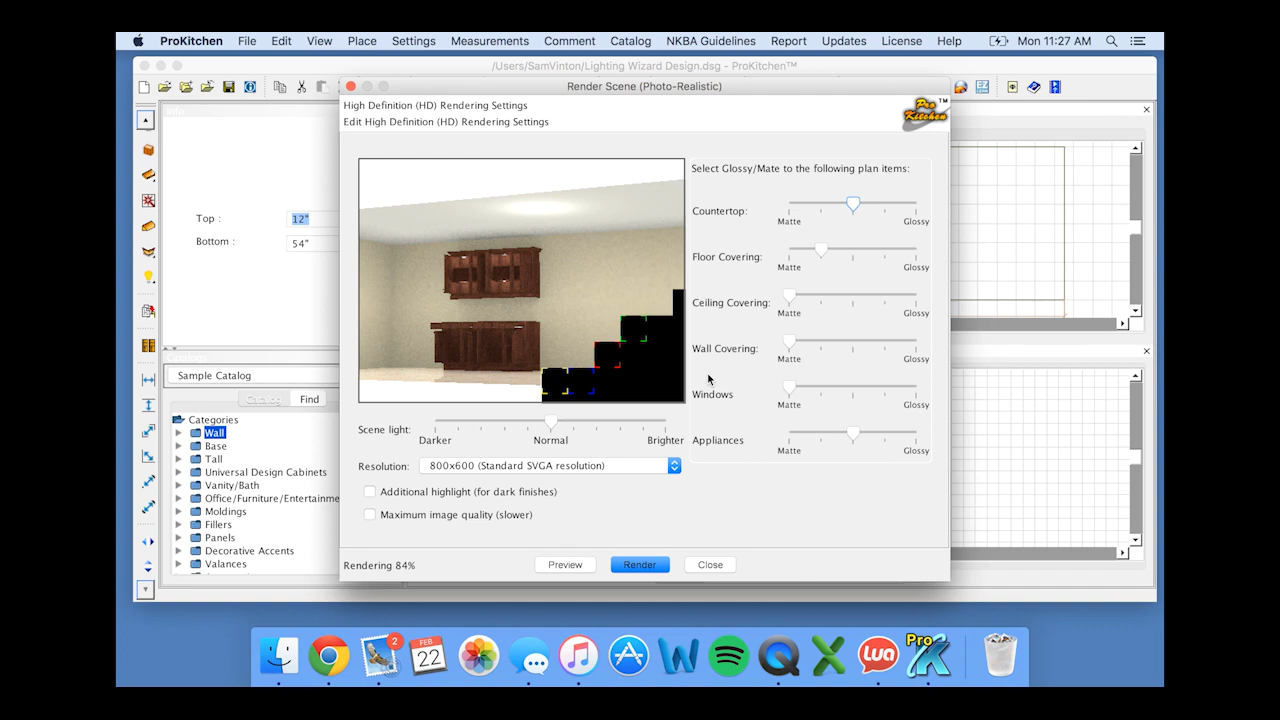 ProKitchen File Edit View Place Settings Measurements Comment Catalog NKBA Guidelines Report Updates License Help Mon 11:27 AM
/Users/SamVinton/Lighting Wizard Design.dsg - ProKitchen™
Render Scene (Photo-Realistic)
High Definition (HD) Rendering Settings
Edit High Definition (HD) Rendering Settings
Pro Kitchen ™
Info
Top : 12"
Bottom : 54"
Select Glossy/Mate to the following plan items:
Countertop:
Matte Glossy
Floor Covering:
Matte Glossy
Ceiling Covering:
Matte Glossy
Wall Covering:
Matte Glossy
Windows
Matte Glossy
Appliances
Matte Glossy
Scene light:
Darker Normal Brighter
Resolution: 800x600 (Standard SVGA resolution)
Additional highlight (for dark finishes)
Maximum image quality (slower)
Rendering 84%
Preview Render Close
Catalogs
Sample Catalog
Catalog Find
Categories
Wall
Base
Tall
Universal Design Cabinets
Vanity/Bath
Office/Furniture/Entertainme
Moldings
Fillers
Panels
Decorative Accents
Valances
2
FEB
22
Lua
Pro
K